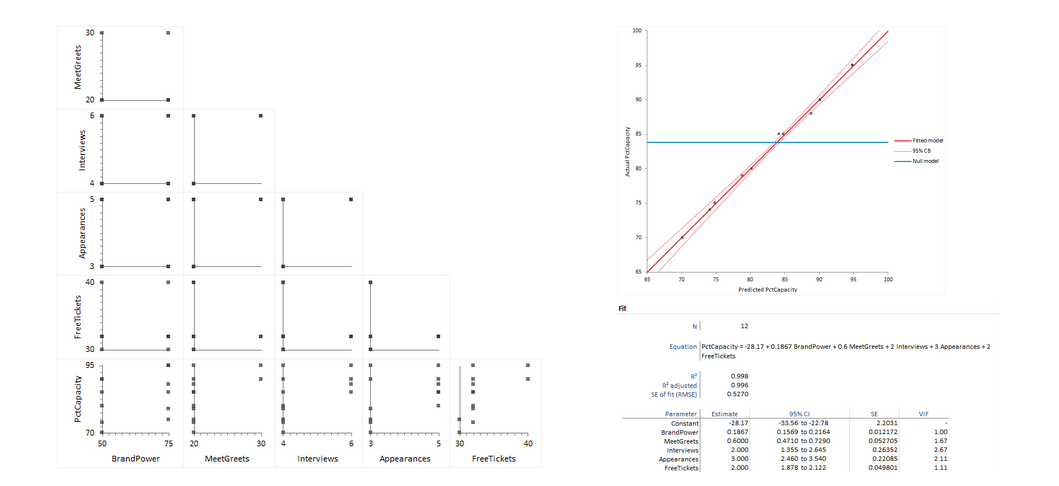 30
MeetGreets
20
6
Interviews
4
5
Appearances
3
40
FreeTickets
30
95
PctCapacity
70
50 75 20 30 4 6 3 5 30 40
BrandPower MeetGreets Interviews Appearances FreeTickets
100
95
90
85
80
75
70
65
Actual PctCapacity
65 70 75 80 85 90 95 100
Predicted PctCapacity
Fitted model
95% CB
Null model
Fit
N 12
Equation PctCapacity = -28.17 + 0.1867 BrandPower + 0.6 MeetGreets + 2 Interviews + 3 Appearances + 2
FreeTickets
R² 0.998
R² adjusted 0.996
SE of fit (RMSE) 0.5270
Parameter Estimate 95% CI SE VIF
Constant -28.17 -33.56 to -22.78 2.2031 -
BrandPower 0.1867 0.1569 to 0.2164 0.012172 1.00
MeetGreets 0.6000 0.4710 to 0.7290 0.052705 1.67
Interviews 2.000 1.355 to 2.645 0.26352 2.67
Appearances 3.000 2.460 to 3.540 0.22085 2.11
FreeTickets 2.000 1.878 to 2.122 0.049801 1.11